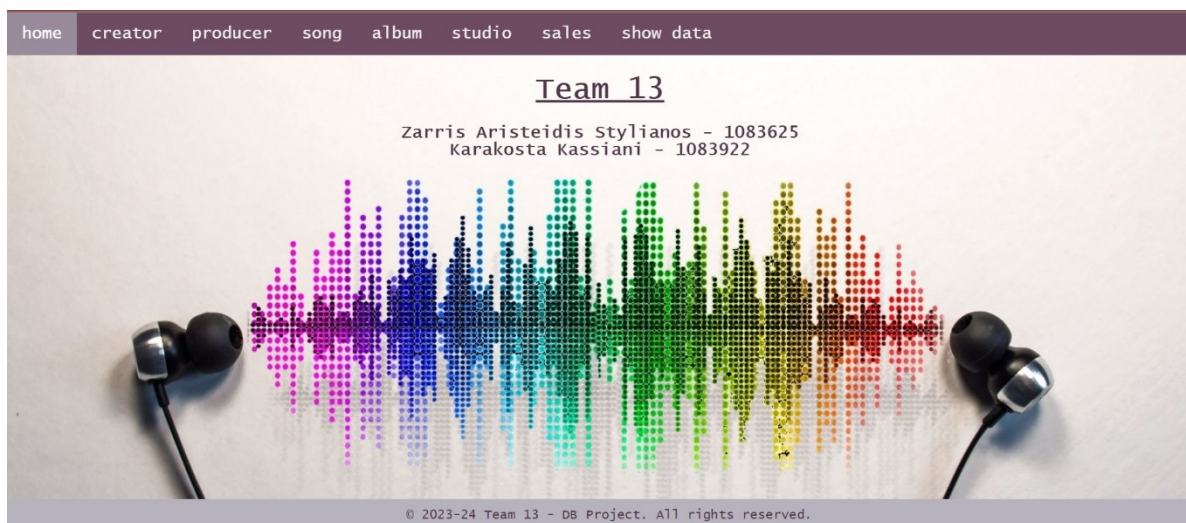 home creator producer song album studio sales show data
Team 13
Zarris Aristeidis Stylianos - 1083625
Karakosta Kassiani - 1083922
© 2023-24 Team 13 - DB Project. All rights reserved.